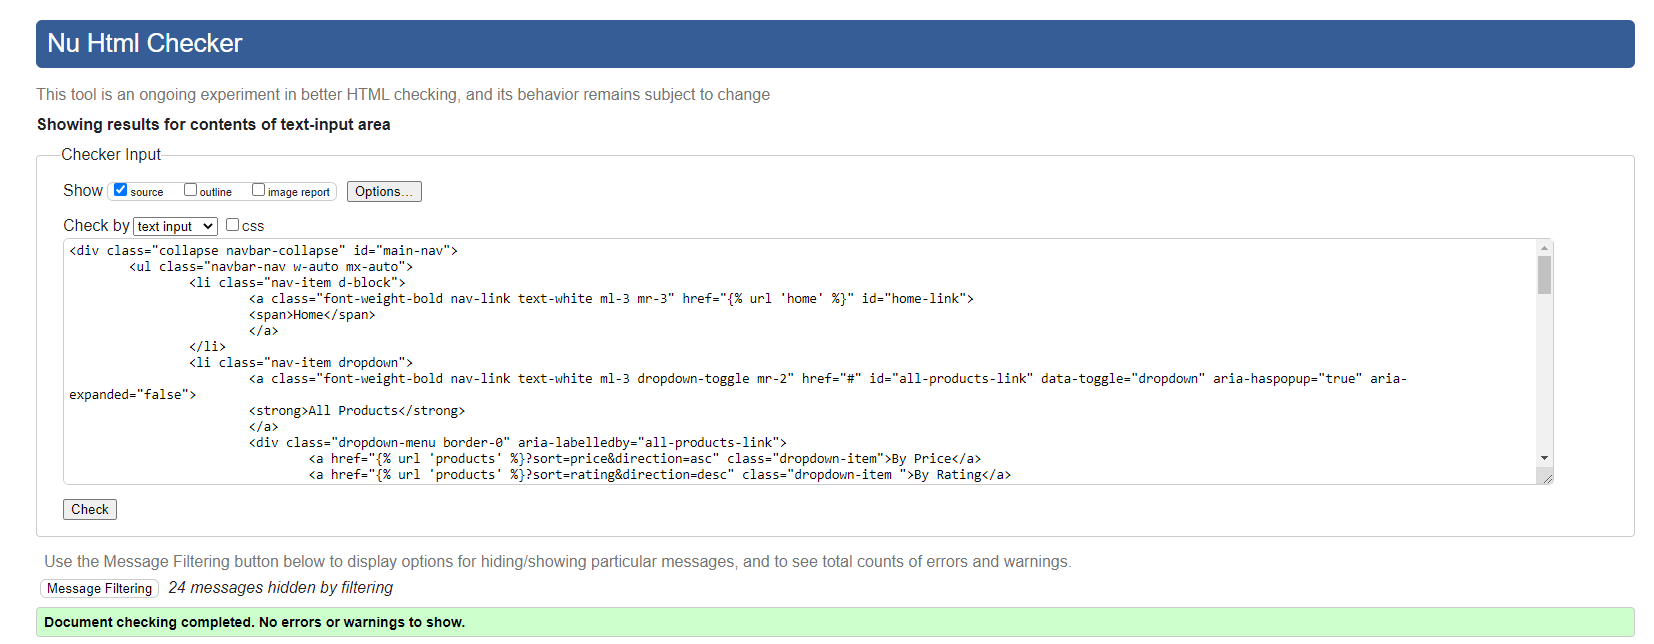 Nu Html Checker
This tool is an ongoing experiment in better HTML checking, and its behavior remains subject to change
Showing results for contents of text-input area
Checker Input
Show source outline image report Options...
Check by text input css
<div class="collapse navbar-collapse" id="main-nav">
<ul class="navbar-nav w-auto mx-auto">
<li class="nav-item d-block">
<a class="font-weight-bold nav-link text-white ml-3 mr-3" href="{% url 'home' %}" id="home-link">
<span>Home</span>
</a>
</li>
<li class="nav-item dropdown">
<a class="font-weight-bold nav-link text-white ml-3 dropdown-toggle mr-2" href="#" id="all-products-link" data-toggle="dropdown" aria-haspopup="true" aria-
expanded="false">
<strong>All Products</strong>
</a>
<div class="dropdown-menu border-0" aria-labelledby="all-products-link">
<a href="{% url 'products' %}?sort=price&direction=asc" class="dropdown-item">By Price</a>
<a href="{% url 'products' %}?sort=rating&direction=desc" class="dropdown-item ">By Rating</a>
Check
Use the Message Filtering button below to display options for hiding/showing particular messages, and to see total counts of errors and warnings.
Message Filtering 24 messages hidden by filtering
Document checking completed. No errors or warnings to show.